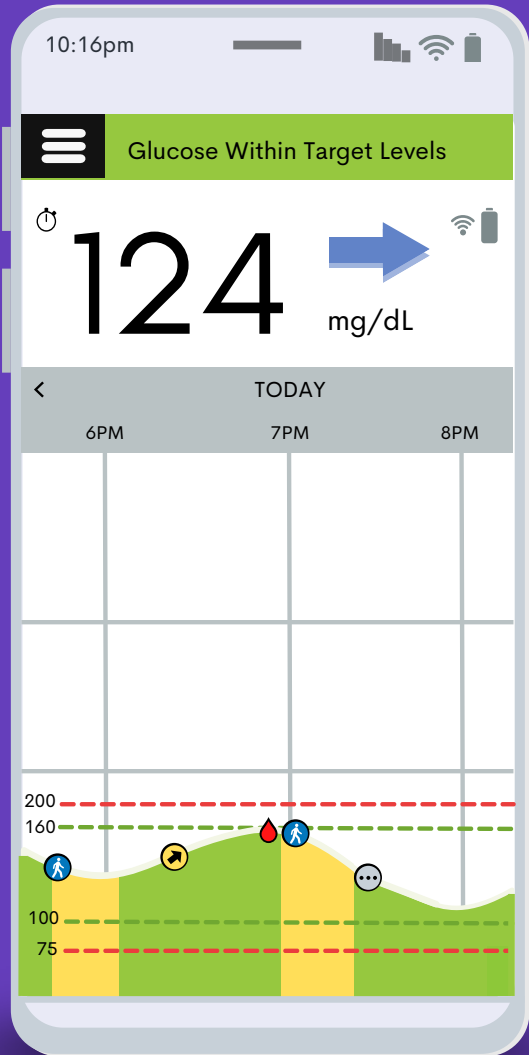 10:16pm
Glucose Within Target Levels
124
mg/dL
TODAY
6PM 7PM 8PM
200
160
100
75